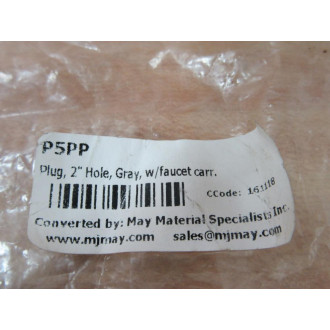 P5PP
Plug, 2" Hole, Gray, w/faucet carr.
CCode: 161118
Converted by: May Material Specialists Inc.
www.mjmay.com sales@mjmay.com